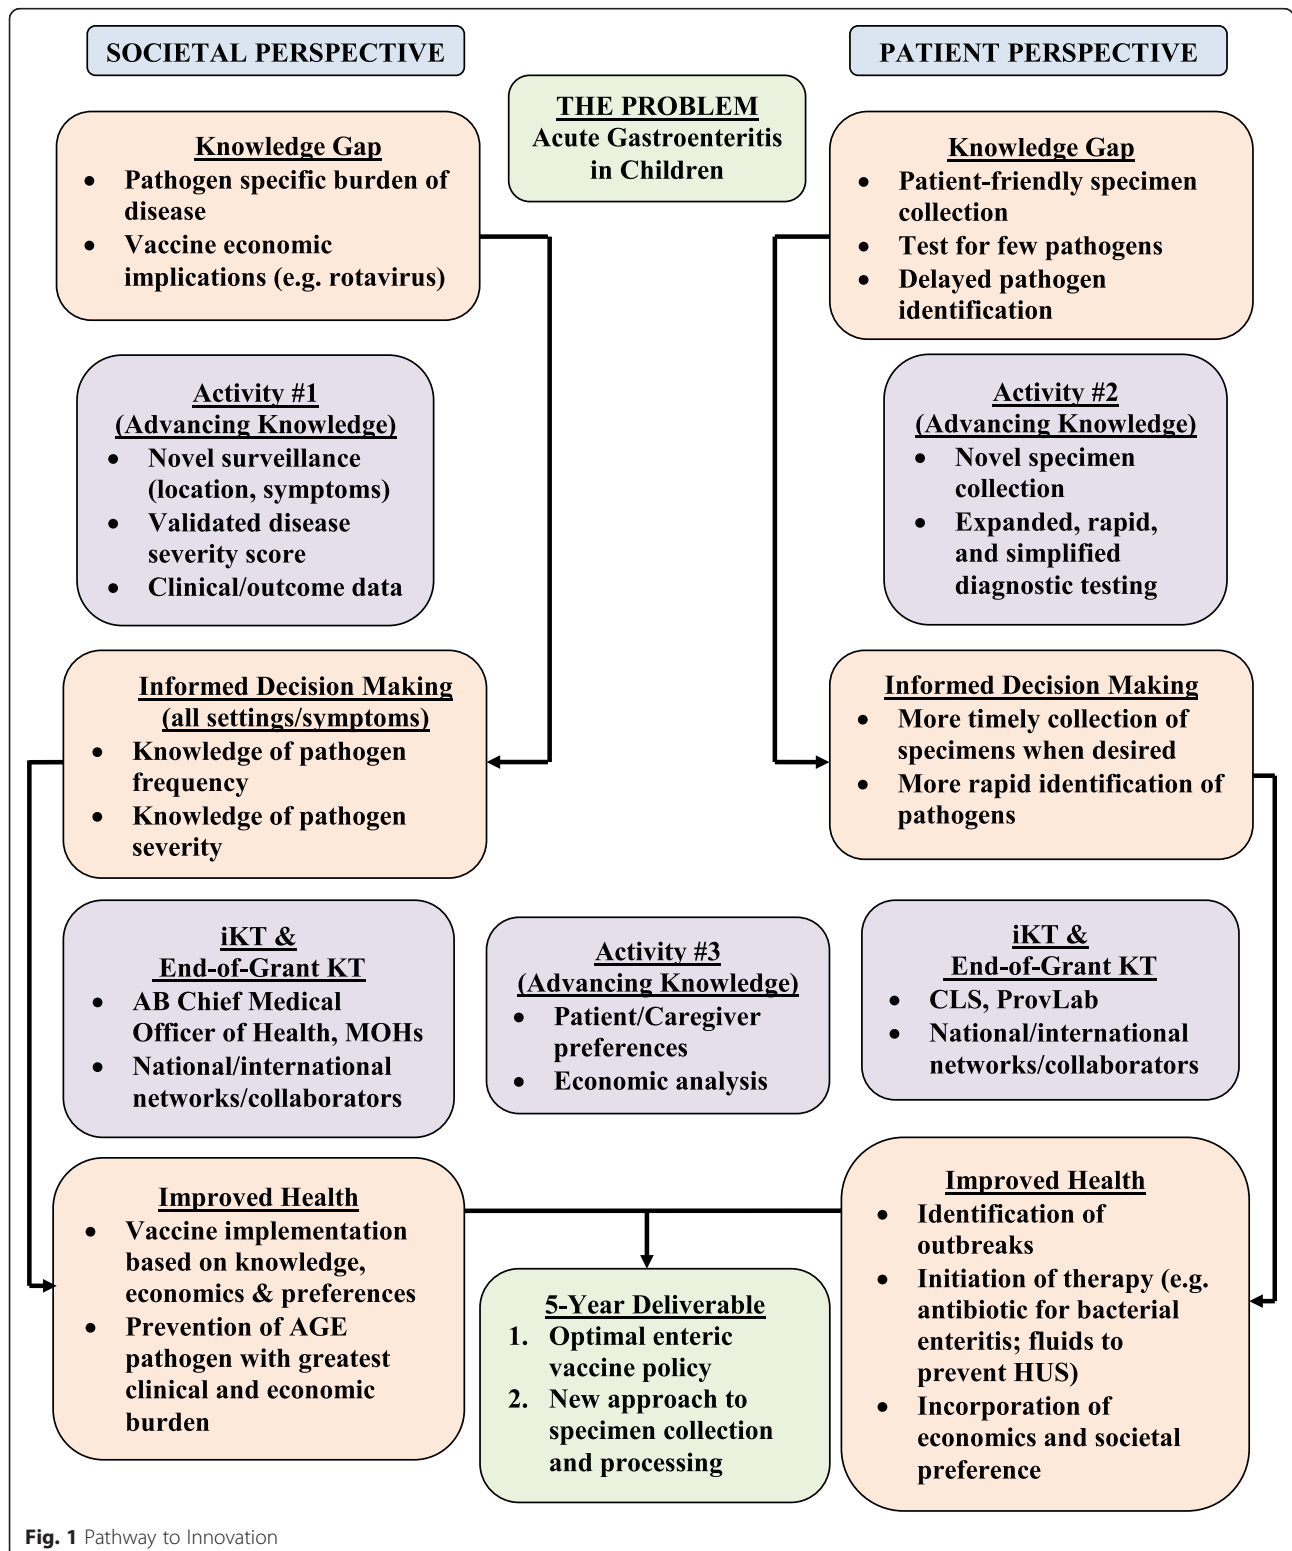 SOCIETAL PERSPECTIVE
PATIENT PERSPECTIVE
THE PROBLEM
Acute Gastroenteritis
in Children
Knowledge Gap
• Pathogen specific burden of
disease
• Vaccine economic
implications (e.g. rotavirus)
Knowledge Gap
• Patient-friendly specimen
collection
• Test for few pathogens
• Delayed pathogen
identification
Activity #1
(Advancing Knowledge)
• Novel surveillance
(location, symptoms)
• Validated disease
severity score
• Clinical/outcome data
Activity #2
(Advancing Knowledge)
• Novel specimen
collection
• Expanded, rapid,
and simplified
diagnostic testing
Informed Decision Making
(all settings/symptoms)
• Knowledge of pathogen
frequency
• Knowledge of pathogen
severity
Informed Decision Making
• More timely collection of
specimens when desired
• More rapid identification of
pathogens
iKT &
End-of-Grant KT
• AB Chief Medical
Officer of Health, MOHs
• National/international
networks/collaborators
Activity #3
(Advancing Knowledge)
• Patient/Caregiver
preferences
• Economic analysis
iKT &
End-of-Grant KT
• CLS, ProvLab
• National/international
networks/collaborators
Improved Health
• Vaccine implementation
based on knowledge,
economics & preferences
• Prevention of AGE
pathogen with greatest
clinical and economic
burden
5-Year Deliverable
1. Optimal enteric
vaccine policy
2. New approach to
specimen collection
and processing
Improved Health
• Identification of
outbreaks
• Initiation of therapy (e.g.
antibiotic for bacterial
enteritis; fluids to
prevent HUS)
• Incorporation of
economics and societal
preference
Fig. 1 Pathway to Innovation